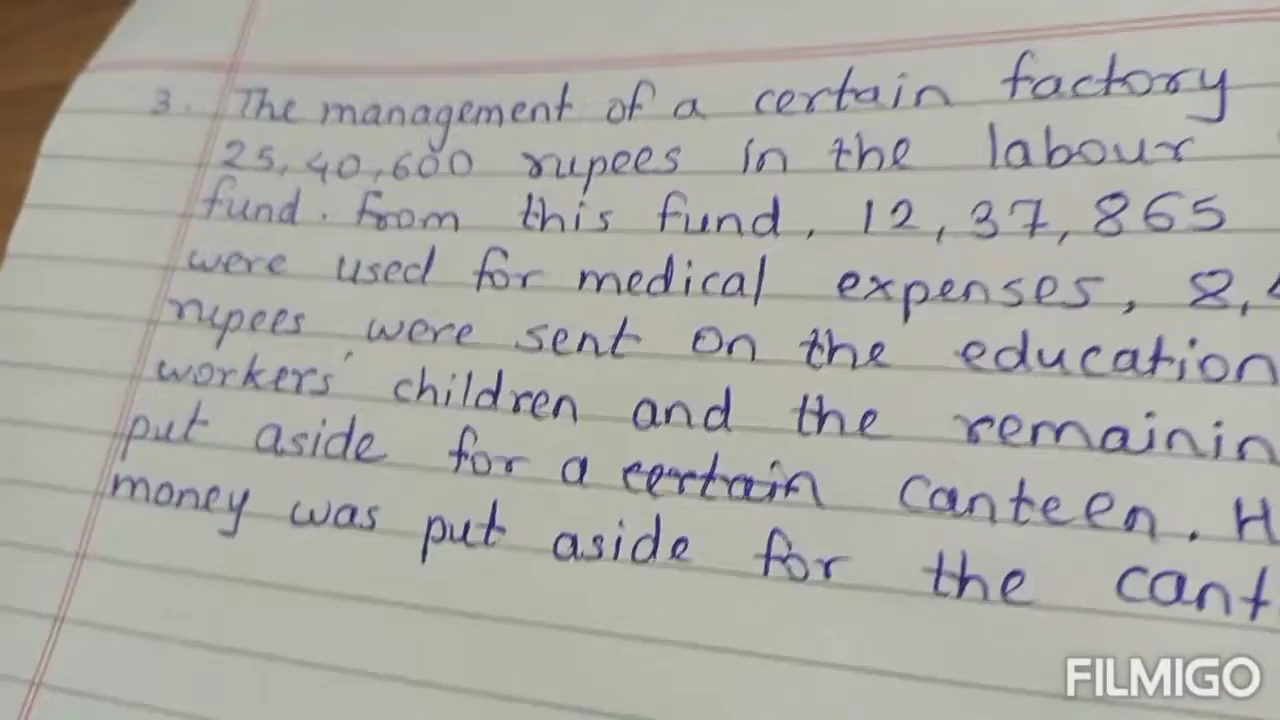 3. The management of a certain factory
25,40,600 rupees in the labour
fund. From this fund, 12,37,865
were used for medical expenses, 8,
rupees were sent on the education
workers' children and the remainin
put aside for a certain canteen. H
money was put aside for the cant
FILMIGO